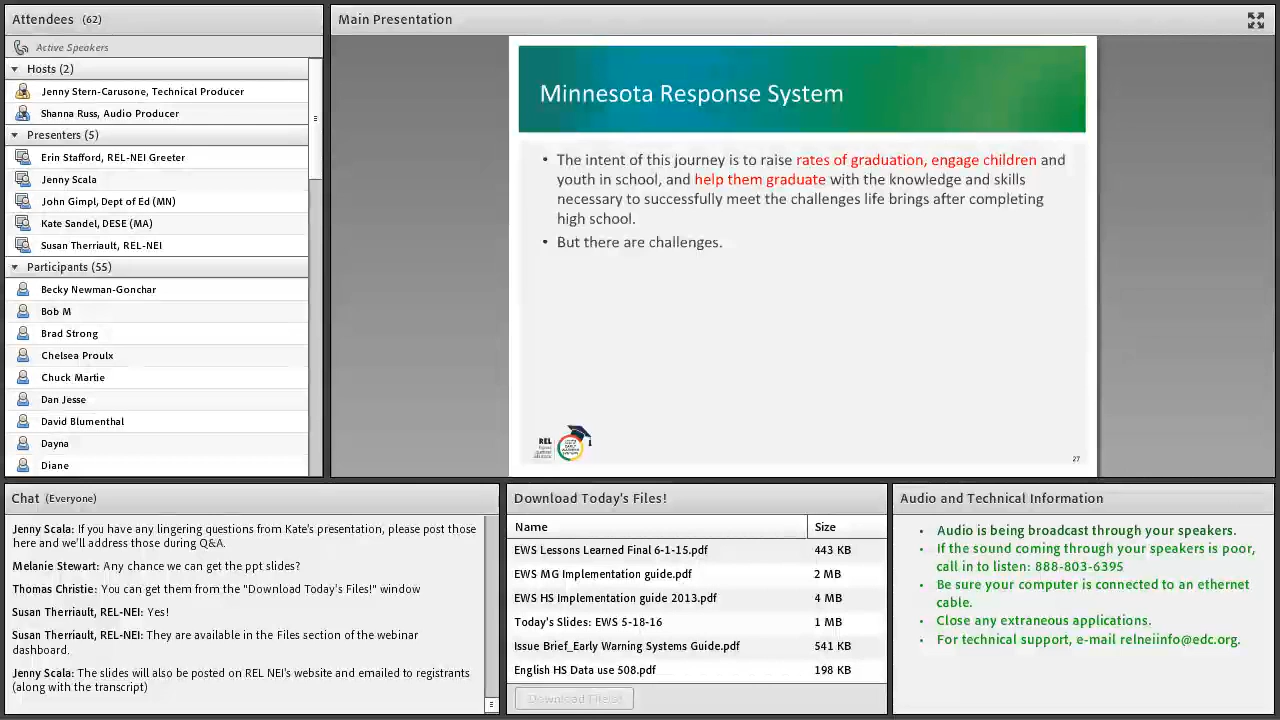 Attendees (62)
Active Speakers
Hosts (2)
Jenny Stern-Carusone, Technical Producer
Shanna Russ, Audio Producer
Presenters (5)
Erin Stafford, REL-NEI Greeter
Jenny Scala
John Gimpl, Dept of Ed (MN)
Kate Sandel, DESE (MA)
Susan Therriault, REL-NEI
Participants (55)
Becky Newman-Gonchar
Bob M
Brad Strong
Chelsea Proulx
Chuck Martie
Dan Jesse
David Blumenthal
Dayna
Diane
Main Presentation
Minnesota Response System
• The intent of this journey is to raise rates of graduation, engage children and
youth in school, and help them graduate with the knowledge and skills
necessary to successfully meet the challenges life brings after completing
high school.
• But there are challenges.
REL
27
Chat (Everyone)
Jenny Scala: If you have any lingering questions from Kate's presentation, please post those
here and we'll address those during Q&A.
Melanie Stewart: Any chance we can get the ppt slides?
Thomas Christie: You can get them from the "Download Today's Files!" window
Susan Therriault, REL-NEI: Yes!
Susan Therriault, REL-NEI: They are available in the Files section of the webinar
dashboard.
Jenny Scala: The slides will also be posted on REL NEI's website and emailed to registrants
(along with the transcript)
Download Today's Files!
Name Size
EWS Lessons Learned Final 6-1-15.pdf 443 KB
EWS MG Implementation guide.pdf 2 MB
EWS HS Implementation guide 2013.pdf 4 MB
Today's Slides: EWS 5-18-16 1 MB
Issue Brief_Early Warning Systems Guide.pdf 541 KB
English HS Data use 508.pdf 198 KB
Download File(s)
Audio and Technical Information
• Audio is being broadcast through your speakers.
• If the sound coming through your speakers is poor,
call in to listen: 888-803-6395
• Be sure your computer is connected to an ethernet
cable.
• Close any extraneous applications.
• For technical support, e-mail relneiinfo@edc.org.